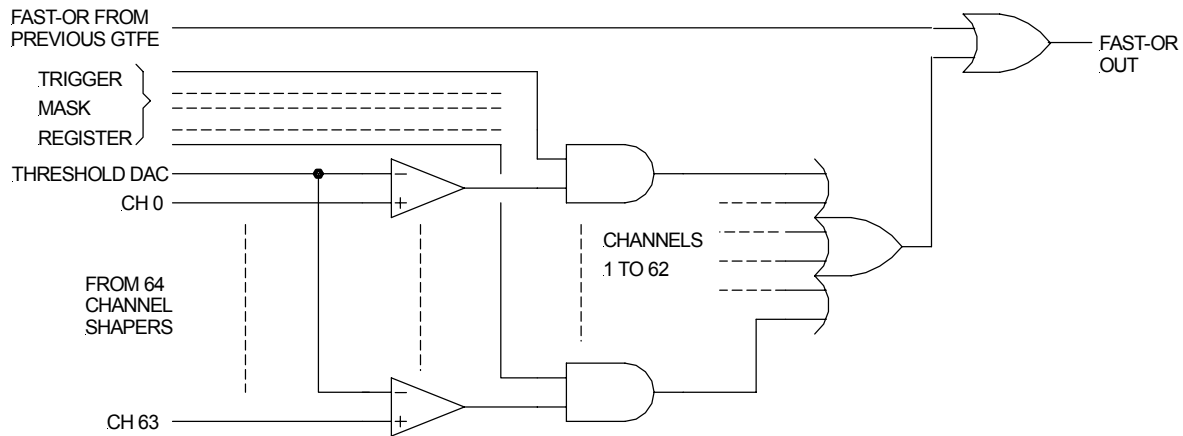 FAST-OR FROM
PREVIOUS GTFE
FAST-OR
OUT
TRIGGER
MASK
REGISTER
THRESHOLD DAC
CH 0
CHANNELS
1 TO 62
FROM 64
CHANNEL
SHAPERS
CH 63